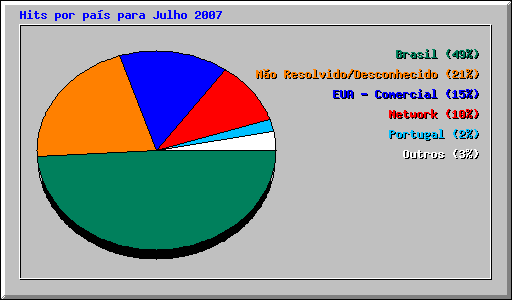 Hits por país para Julho 2007
Brasil (49%)
Não Resolvido/Desconhecido (21%)
EUA - Comercial (15%)
Network (10%)
Portugal (2%)
Outros (3%)